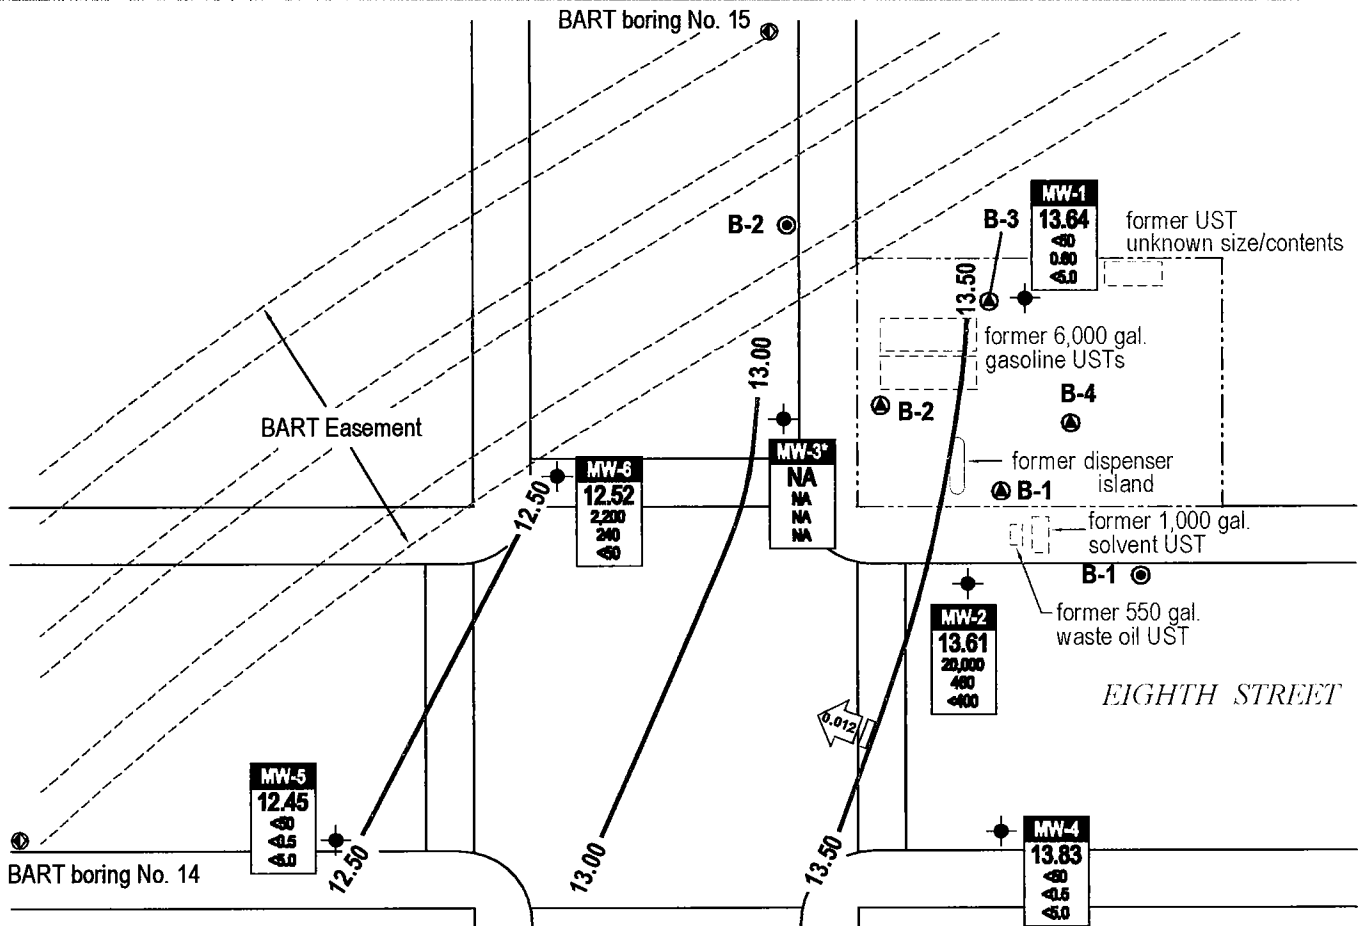 BART boring No. 15
MW-1
13.64
<50
0.60
<5.0
former UST
unknown size/contents
B-3
B-2
13.50
former 6,000 gal.
gasoline USTs
13.00
B-4
B-2
BART Easement
MW-3*
NA
NA
NA
NA
former dispenser
island
MW-6
12.52
2,200
240
<50
12.50
B-1
former 1,000 gal.
solvent UST
B-1
former 550 gal.
waste oil UST
MW-2
13.61
20,000
460
<400
EIGHTH STREET
0.012
MW-5
12.45
<50
<0.5
<5.0
12.50
13.00
13.50
MW-4
13.83
<50
<0.5
<5.0
BART boring No. 14